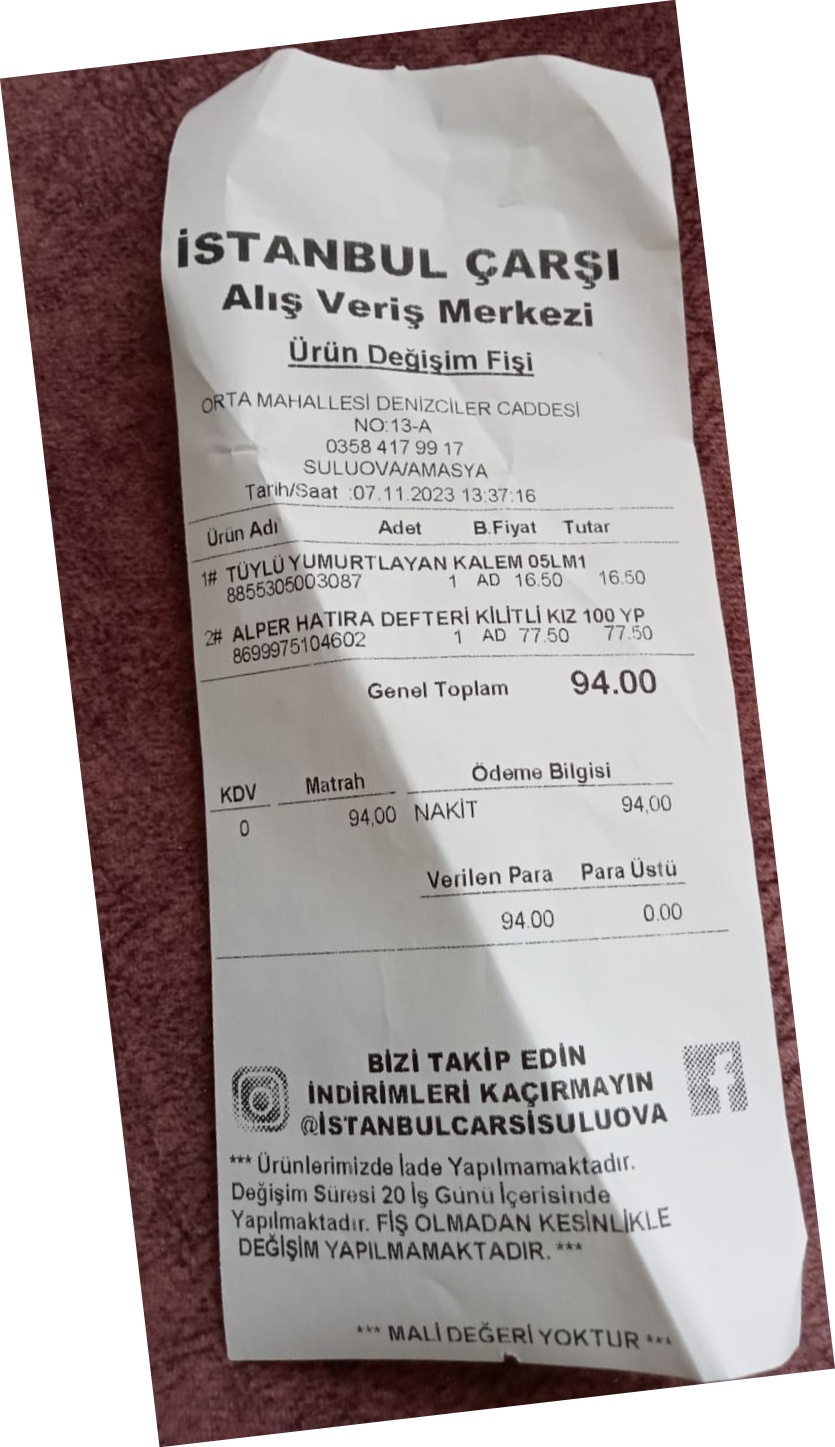 İSTANBUL ÇARŞI
Alış Veriş Merkezi
Ürün Değişim Fişi
ORTA MAHALLESİ DENİZCİLER CADDESİ
NO:13-A
0358 417 99 17
SULUOVA/AMASYA
Tarih/Saat :07.11.2023 13:37:16
Ürün Adı Adet B.Fiyat Tutar
1# TÜYLÜ YUMURTLAYAN KALEM 05LM1
8855305003087 1 AD 16.50 16.50
2# ALPER HATIRA DEFTERİ KİLİTLİ KIZ 100 YP
8699975104602 1 AD 77.50 77.50
Genel Toplam 94.00
KDV Matrah Ödeme Bilgisi
0 94,00 NAKİT 94,00
Verilen Para Para Üstü
94.00 0.00
BİZİ TAKİP EDİN
İNDİRİMLERİ KAÇIRMAYIN
@İSTANBULCARSİSULUOVA
*** Ürünlerimizde İade Yapılmamaktadır.
Değişim Süresi 20 İş Günü İçerisinde
Yapılmaktadır. FİŞ OLMADAN KESİNLİKLE
DEĞİŞİM YAPILMAMAKTADIR. ***
*** MALİ DEĞERİ YOKTUR ***